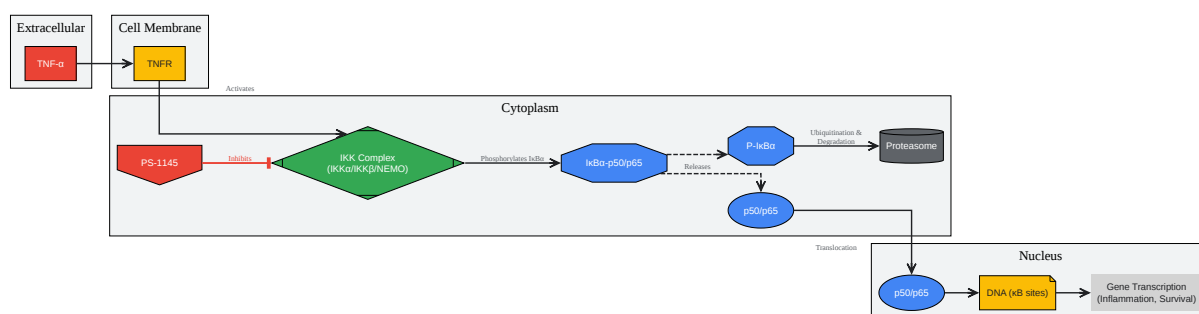 Extracellular
TNF-α
Cell Membrane
TNFR
Activates
Cytoplasm
PS-1145
Inhibits
IKK Complex
(IKKα/IKKβ/NEMO)
Phosphorylates IκBα
IκBα-p50/p65
Releases
P-IκBα
Ubiquitination &
Degradation
Proteasome
p50/p65
Translocation
Nucleus
p50/p65
DNA (κB sites)
Gene Transcription
(Inflammation, Survival)